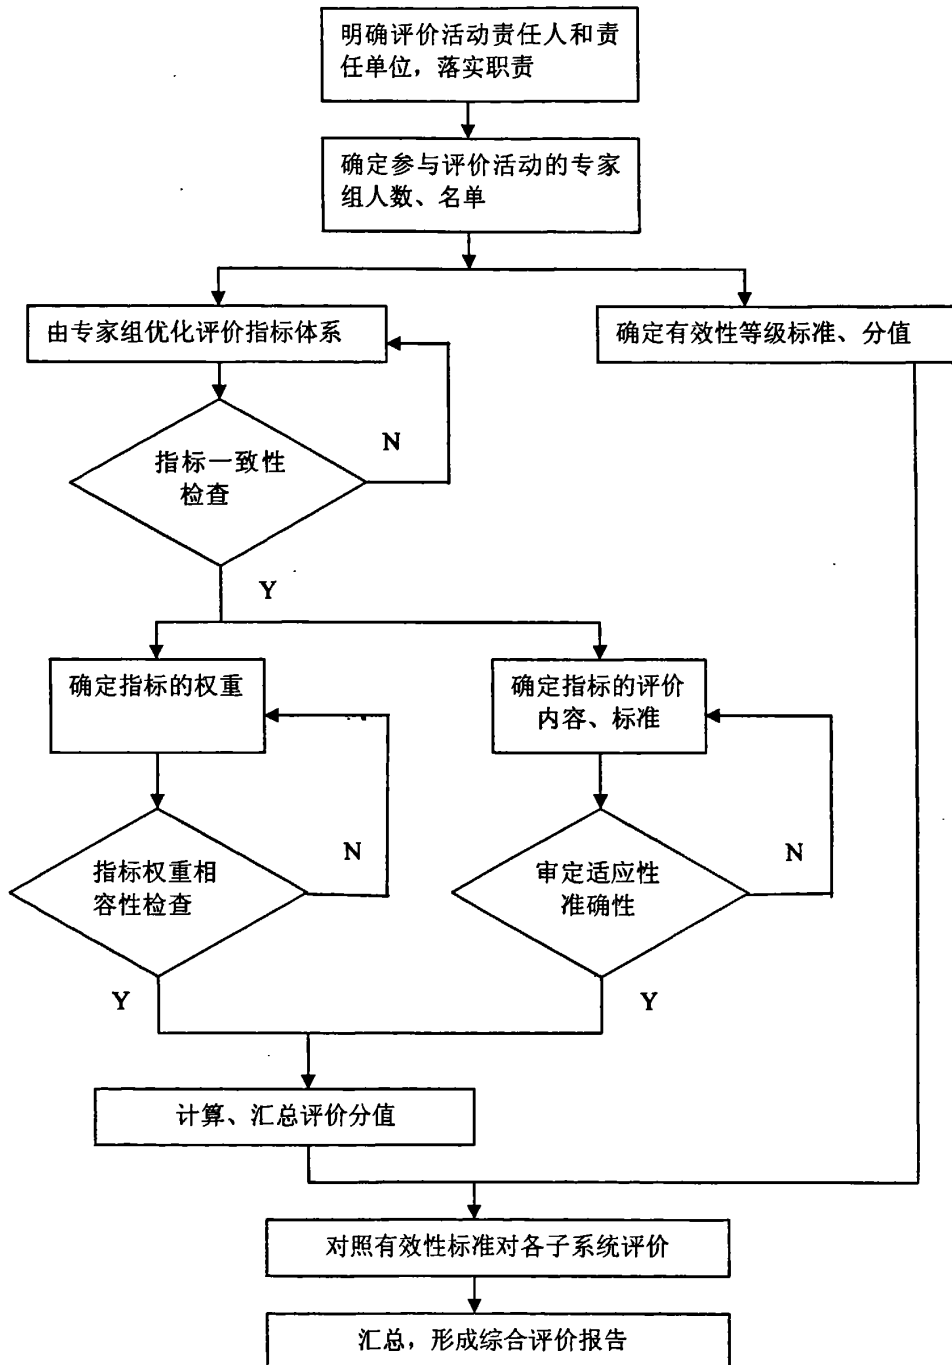 明确评价活动责任人和责
任单位，落实职责
确定参与评价活动的专家
组人数、名单
由专家组优化评价指标体系
确定有效性等级标准、分值
指标一致性
检查
N
Y
确定指标的权重
确定指标的评价
内容、标准
指标权重相
容性检查
N
审定适应性
准确性
N
Y
Y
计算、汇总评价分值
对照有效性标准对各子系统评价
汇总，形成综合评价报告